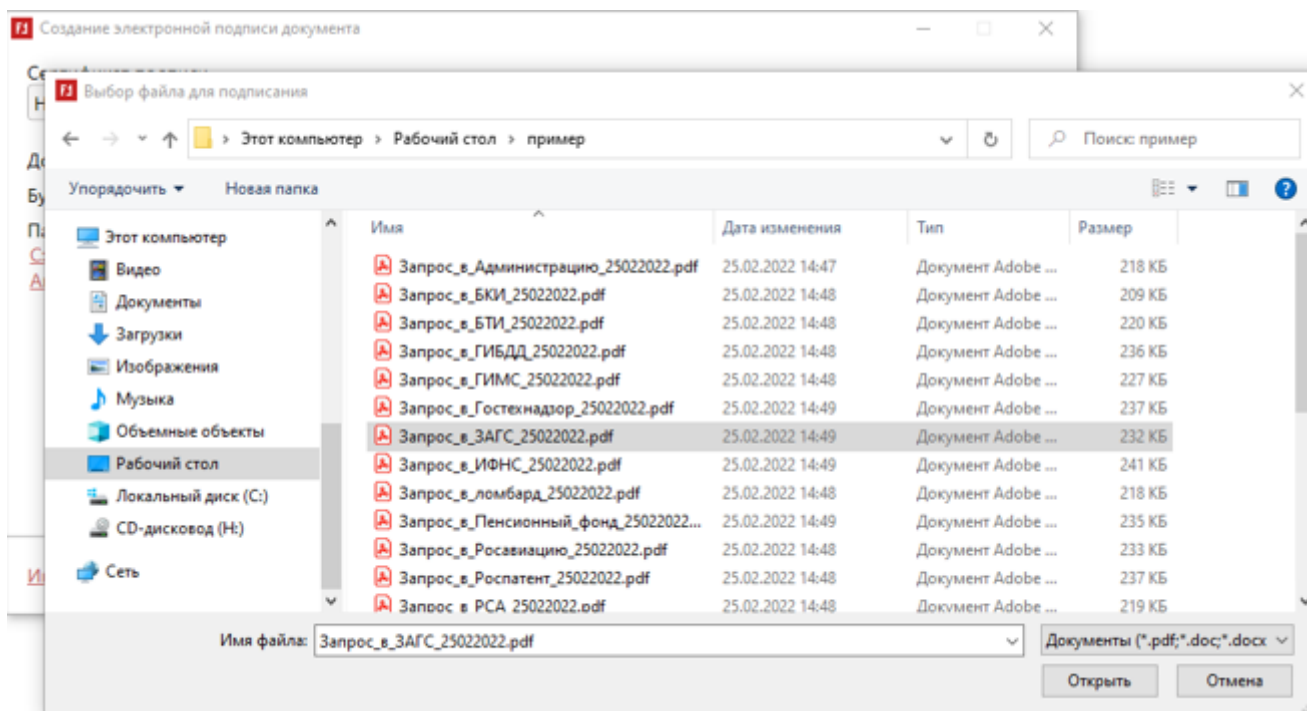 Создание электронной подписи документа
Выбор файла для подписания
Этот компьютер > Рабочий стол > пример
Поиск: пример
Упорядочить Новая папка
Имя Дата изменения Тип Размер
Этот компьютер
Видео
Документы
Загрузки
Изображения
Музыка
Объемные объекты
Рабочий стол
Локальный диск (C:)
CD-дисковод (H:)
Сеть
Запрос_в_Администрацию_25022022.pdf 25.02.2022 14:47 Документ Adobe ... 218 КБ
Запрос_в_БКИ_25022022.pdf 25.02.2022 14:48 Документ Adobe ... 209 КБ
Запрос_в_БТИ_25022022.pdf 25.02.2022 14:48 Документ Adobe ... 220 КБ
Запрос_в_ГИБДД_25022022.pdf 25.02.2022 14:48 Документ Adobe ... 236 КБ
Запрос_в_ГИМС_25022022.pdf 25.02.2022 14:48 Документ Adobe ... 227 КБ
Запрос_в_Гостехнадзор_25022022.pdf 25.02.2022 14:49 Документ Adobe ... 237 КБ
Запрос_в_ЗАГС_25022022.pdf 25.02.2022 14:49 Документ Adobe ... 232 КБ
Запрос_в_ИФНС_25022022.pdf 25.02.2022 14:49 Документ Adobe ... 241 КБ
Запрос_в_ломбард_25022022.pdf 25.02.2022 14:48 Документ Adobe ... 218 КБ
Запрос_в_Пенсионный_фонд_25022022... 25.02.2022 14:49 Документ Adobe ... 235 КБ
Запрос_в_Росавиацию_25022022.pdf 25.02.2022 14:48 Документ Adobe ... 233 КБ
Запрос_в_Роспатент_25022022.pdf 25.02.2022 14:48 Документ Adobe ... 237 КБ
Запрос_в_РСА_25022022.pdf 25.02.2022 14:48 Документ Adobe ... 219 КБ
Имя файла: Запрос_в_ЗАГС_25022022.pdf Документы (*.pdf;*.doc;*.docx
Открыть Отмена